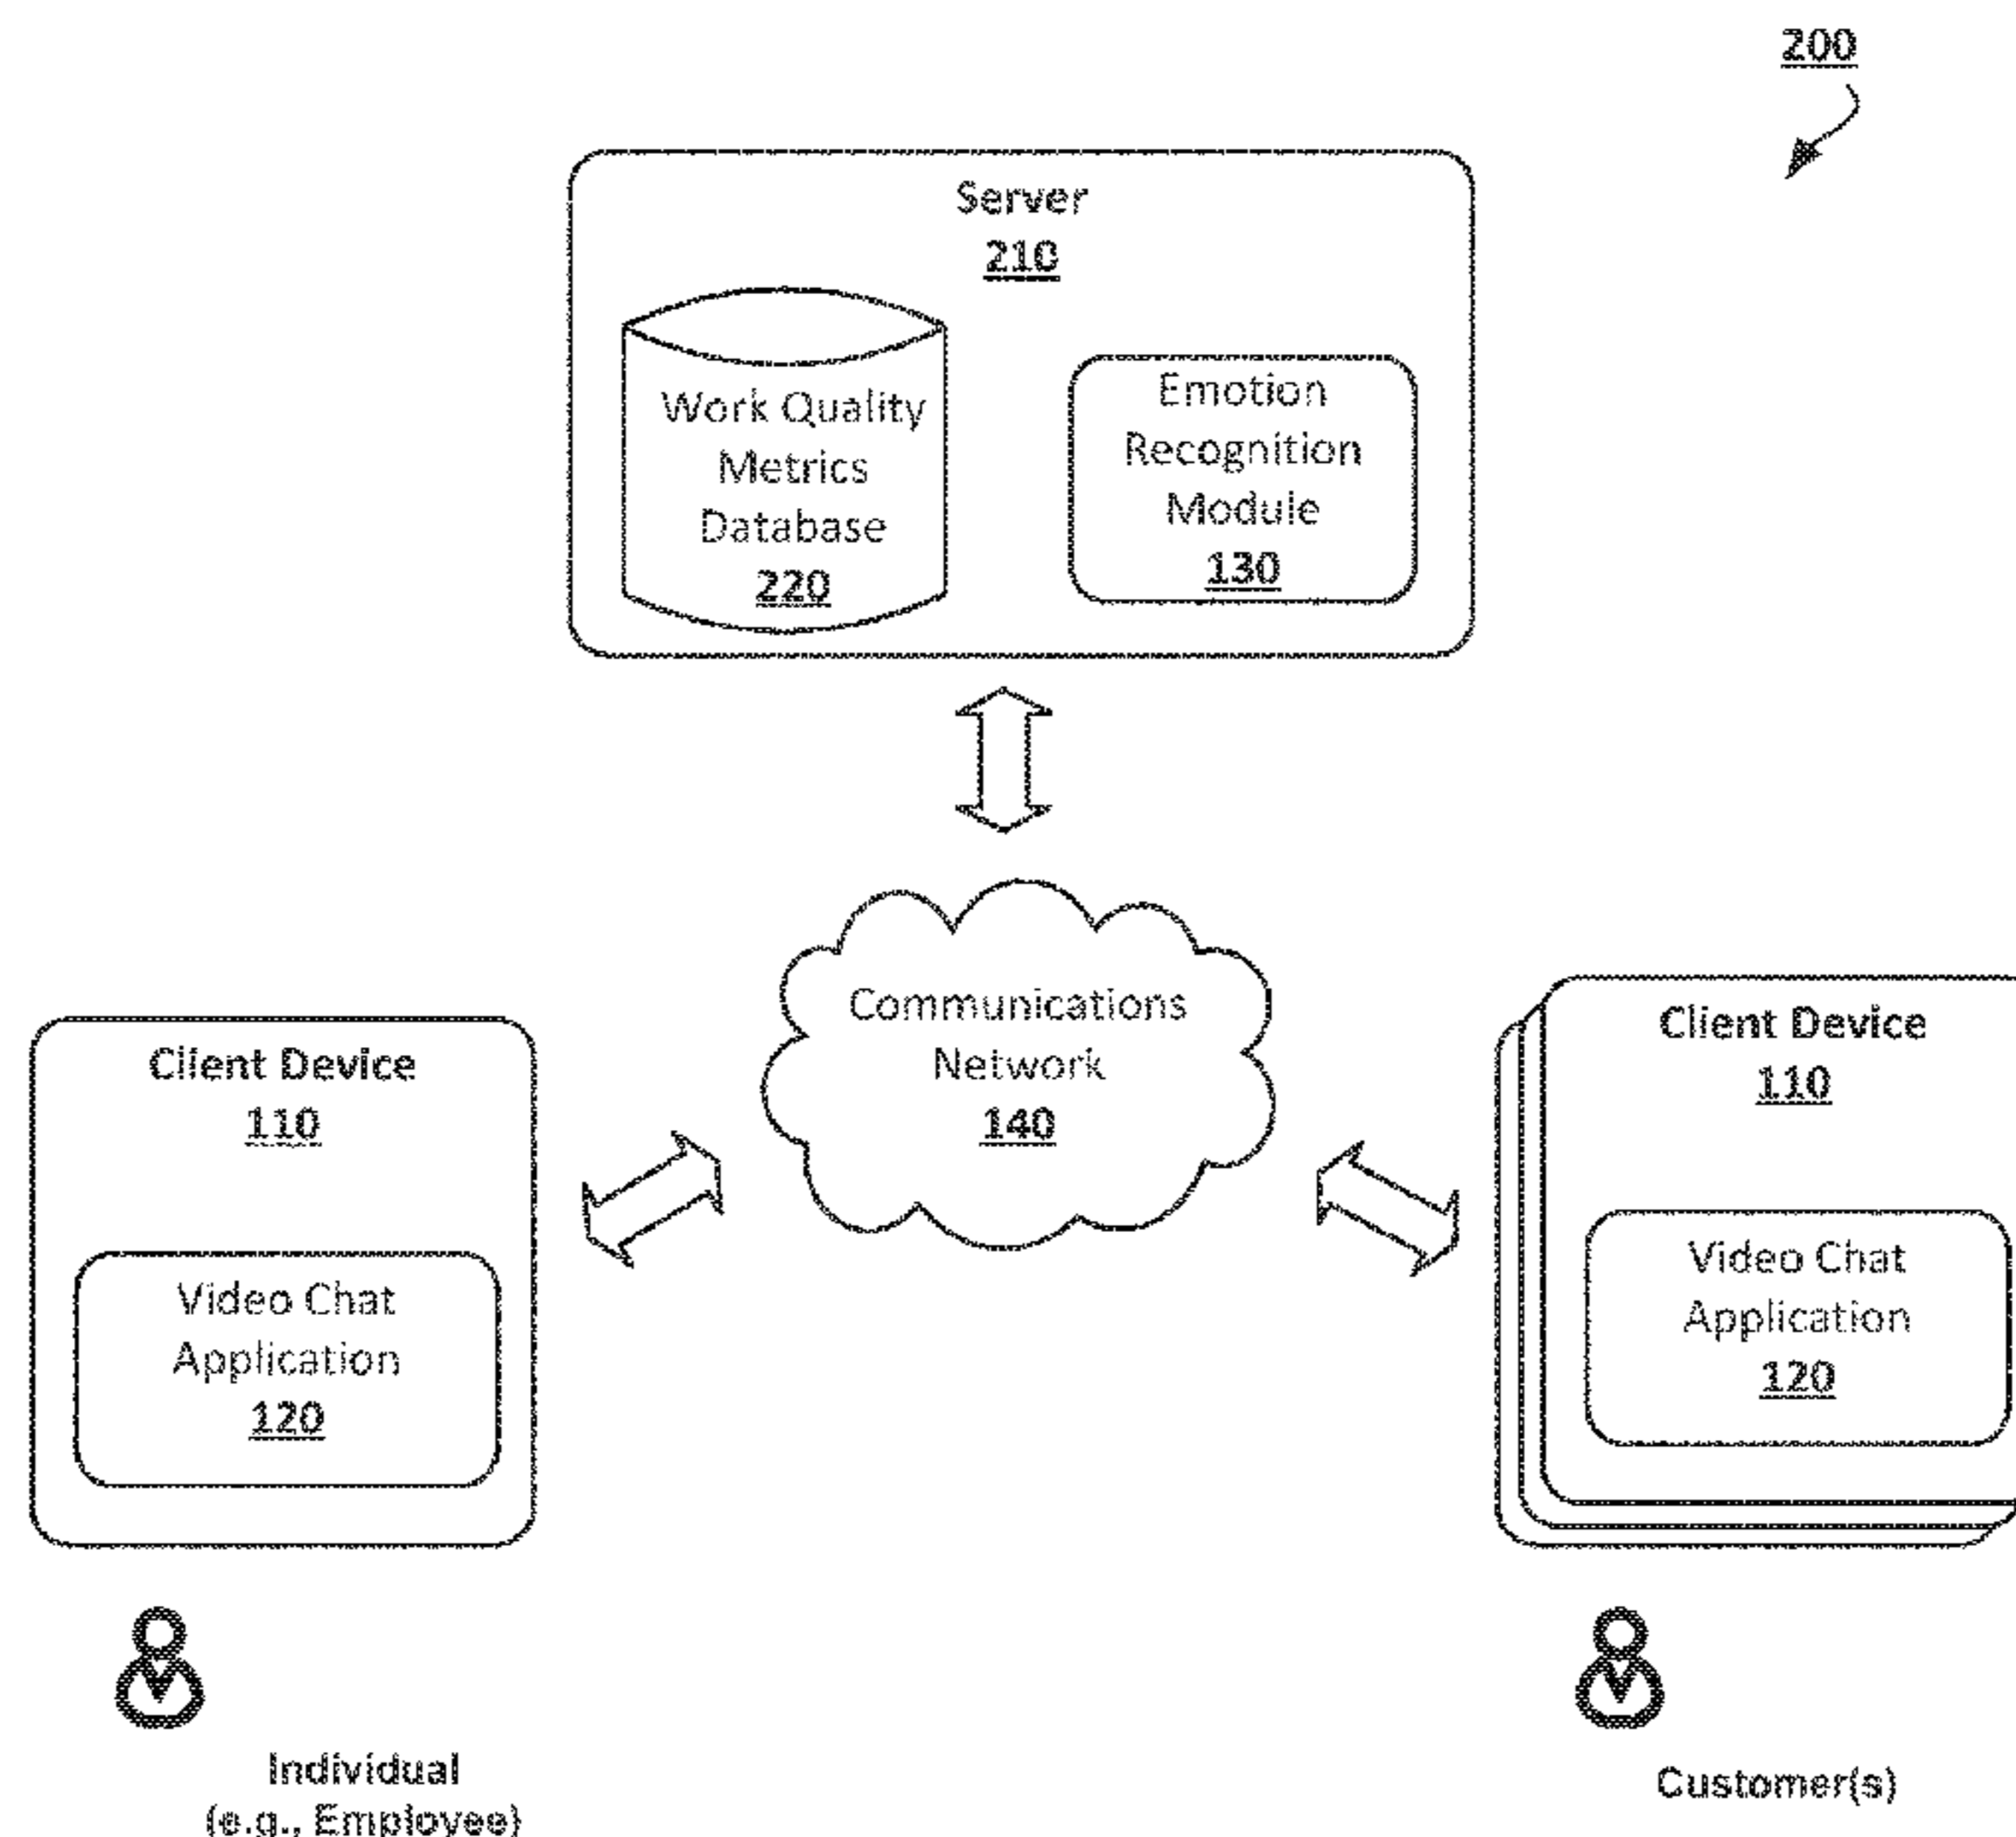 200
Server
210
Work Quality
Metrics
Database
220
Emotion
Recognition
Module
130
Communications
Network
140
Client Device
110
Video Chat
Application
120
Client Device
110
Video Chat
Application
120
Individual
(e.g., Employee)
Customer(s)